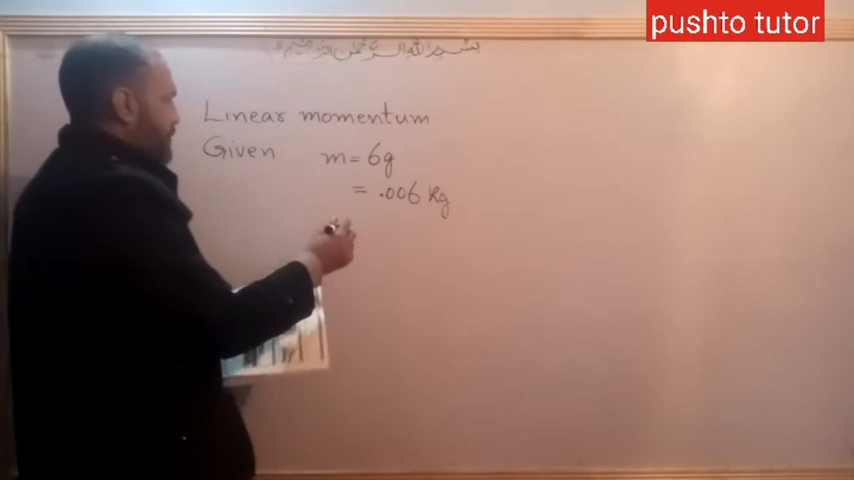 pushto tutor
بسم الله الرحمن الرحيم
Linear momentum
Given m = 6g
= .006 kg